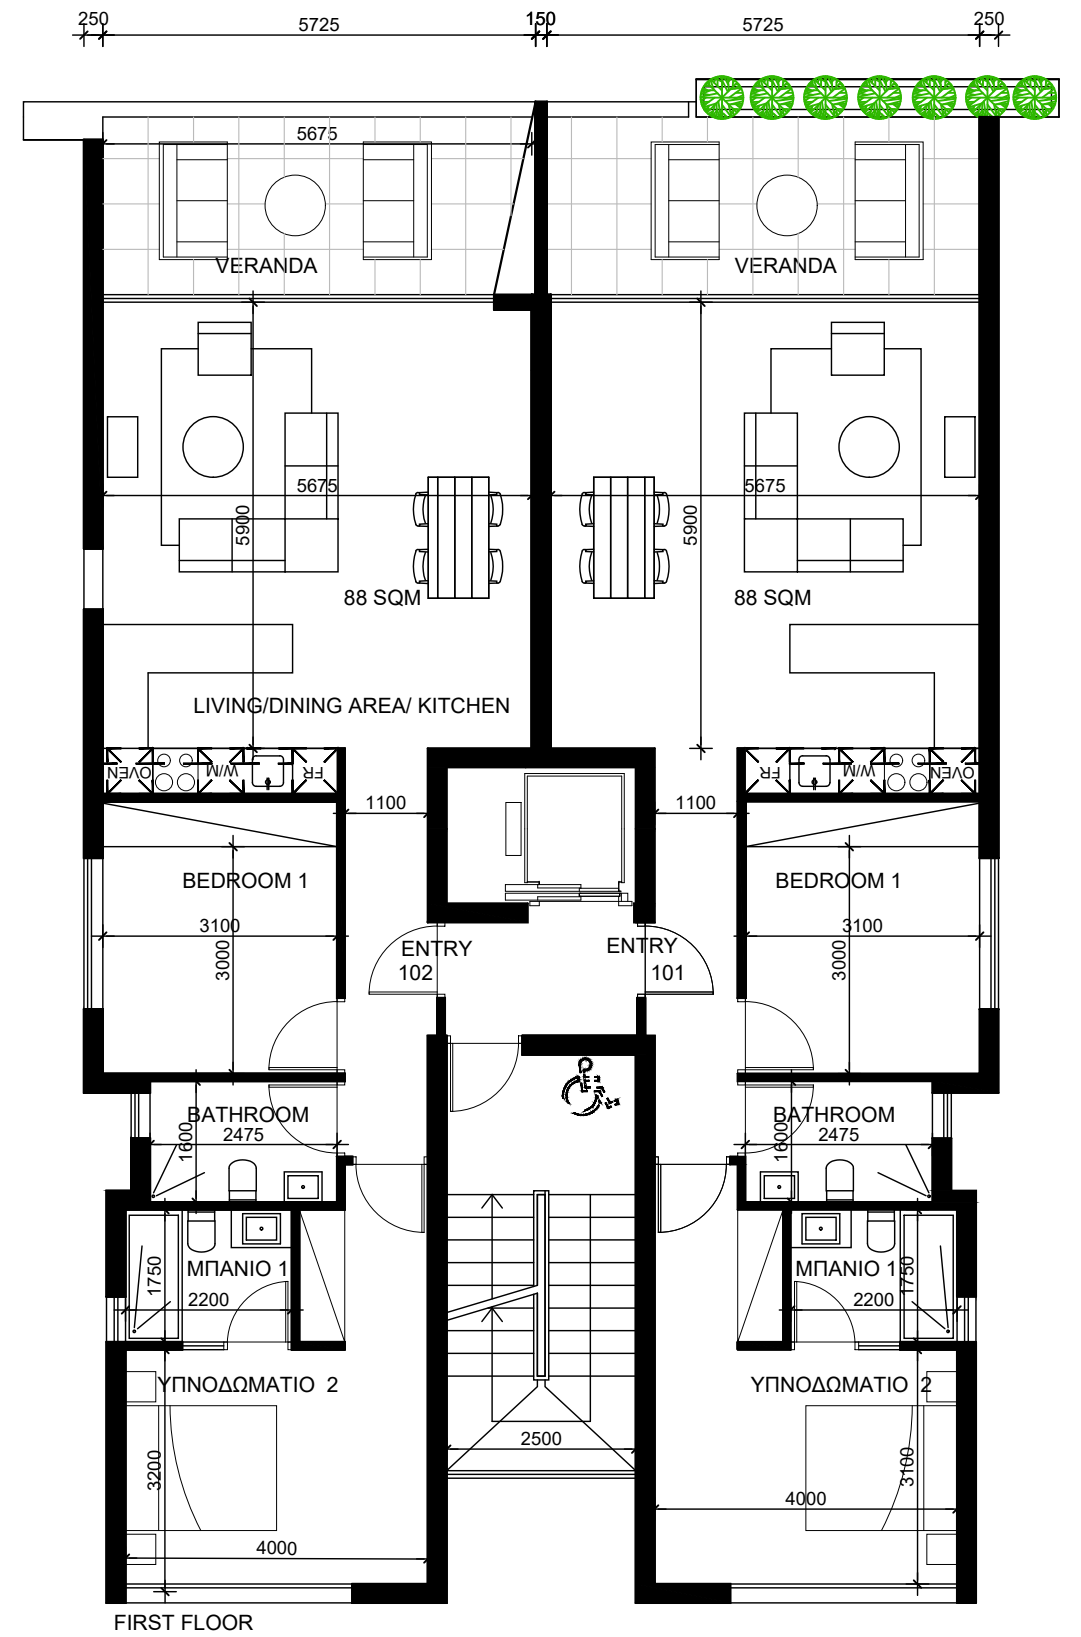 250
5725
150
5725
250
5675
VERANDA
VERANDA
5675
5675
5900
5900
88 SQM
88 SQM
LIVING/DINING AREA/ KITCHEN
OVEN
W/M
FR
FR
W/M
OVEN
1100
1100
BEDROOM 1
BEDROOM 1
3100
3100
3000
3000
ENTRY
102
ENTRY
101
BATHROOM
BATHROOM
2475
2475
1600
1600
ΜΠΑΝΙΟ 1
ΜΠΑΝΙΟ 1
1750
1750
2200
2200
ΥΠΝΟΔΩΜΑΤΙΟ 2
ΥΠΝΟΔΩΜΑΤΙΟ 2
2500
3200
3100
4000
4000
FIRST FLOOR